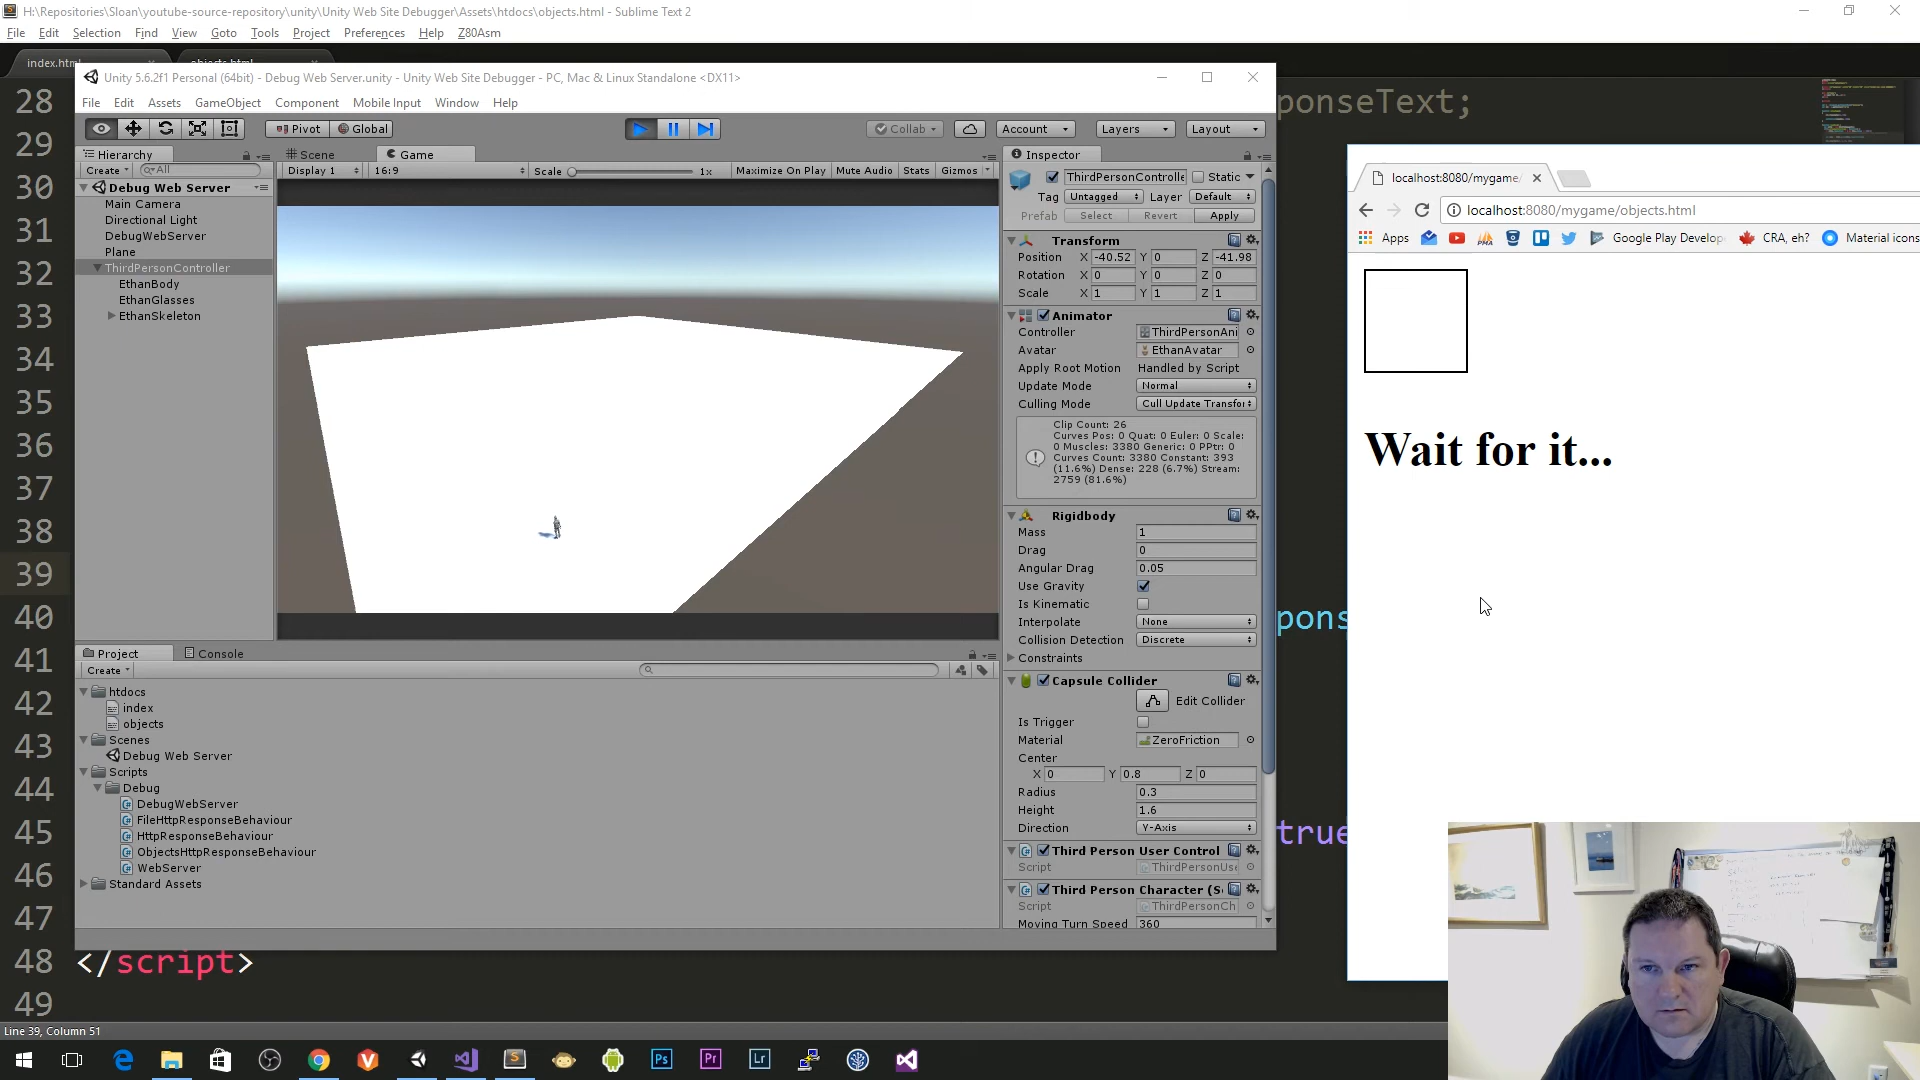 H:\Repositories\Sloan\youtube-source-repository\unity\Unity Web Site Debugger\Assets\htdocs\objects.html - Sublime Text 2
File Edit Selection Find View Goto Tools Project Preferences Help Z80Asm
index.html objects.html
Unity 5.6.2f1 Personal (64bit) - Debug Web Server.unity - Unity Web Site Debugger - PC, Mac & Linux Standalone <DX11>
File Edit Assets GameObject Component Mobile Input Window Help
Pivot Global Collab Account Layers Layout
Hierarchy
Create All
Debug Web Server
Main Camera
Directional Light
DebugWebServer
Plane
ThirdPersonController
EthanBody
EthanGlasses
EthanSkeleton
Scene Game
Display 1 16:9 Scale 1x Maximize On Play Mute Audio Stats Gizmos
Inspector
ThirdPersonControlle Static
Tag Untagged Layer Default
Prefab Select Revert Apply
Transform
Position X -40.52 Y 0 Z -41.98
Rotation X 0 Y 0 Z 0
Scale X 1 Y 1 Z 1
Animator
Controller ThirdPersonAni
Avatar EthanAvatar
Apply Root Motion Handled by Script
Update Mode Normal
Culling Mode Cull Update Transfor
Clip Count: 26
Curves Pos: 0 Quat: 0 Euler: 0 Scale:
0 Muscles: 3380 Generic: 0 PPtr: 0
Curves Count: 3380 Constant: 393
(11.6%) Dense: 228 (6.7%) Stream:
2759 (81.6%)
Rigidbody
Mass 1
Drag 0
Angular Drag 0.05
Use Gravity
Is Kinematic
Interpolate None
Collision Detection Discrete
Constraints
Capsule Collider
Edit Collider
Is Trigger
Material ZeroFriction
Center
X 0 Y 0.8 Z 0
Radius 0.3
Height 1.6
Direction Y-Axis
Third Person User Control
Script ThirdPersonUse
Third Person Character (S
Script ThirdPersonCh
Moving Turn Speed 360
Project Console
Create
htdocs
index
objects
Scenes
Debug Web Server
Scripts
Debug
DebugWebServer
FileHttpResponseBehaviour
HttpResponseBehaviour
ObjectsHttpResponseBehaviour
WebServer
Standard Assets
28 ponseText;
29
30
31
32
33
34
35
36
37
38
39
40 pons
41
42
43
44
45 true
46
47
48 </script>
49
Line 39, Column 51
localhost:8080/mygame/
localhost:8080/mygame/objects.html
Apps Google Play Develop CRA, eh? Material icons
Wait for it...
Ps Pr Lr